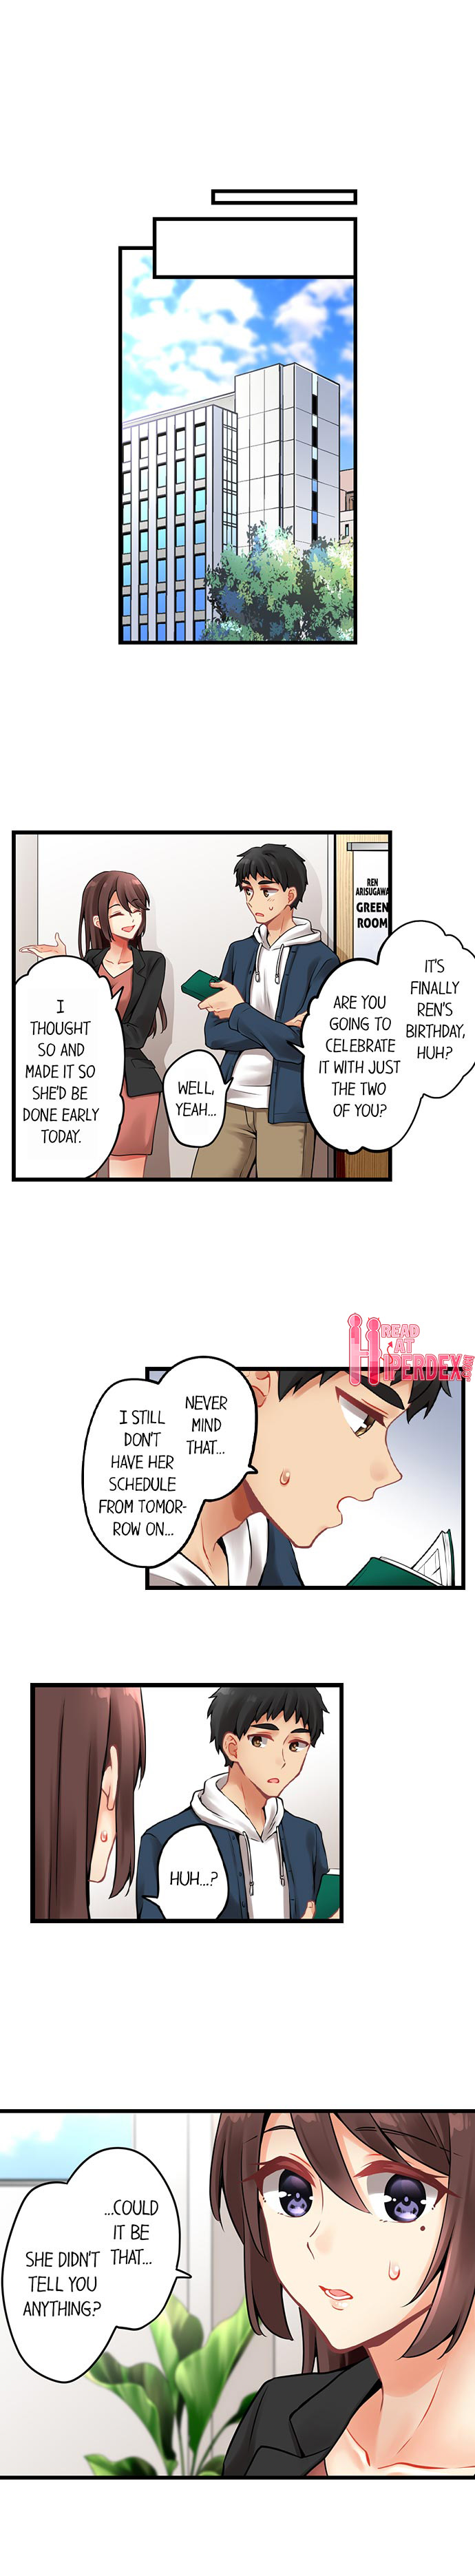 REN
ARISUGAWA
GREEN
ROOM
IT'S
FINALLY
REN'S
BIRTHDAY,
HUH?
ARE YOU
GOING TO
CELEBRATE
IT WITH JUST
THE TWO
OF YOU?
WELL,
YEAH...
I
THOUGHT
SO AND
MADE IT SO
SHE'D BE
DONE EARLY
TODAY.
READ
AT
HIPERDEX.COM
NEVER
MIND
THAT...
I STILL
DON'T
HAVE HER
SCHEDULE
FROM TOMOR-
ROW ON...
HUH...?
...COULD
IT BE
THAT...
SHE DIDN'T
TELL YOU
ANYTHING?